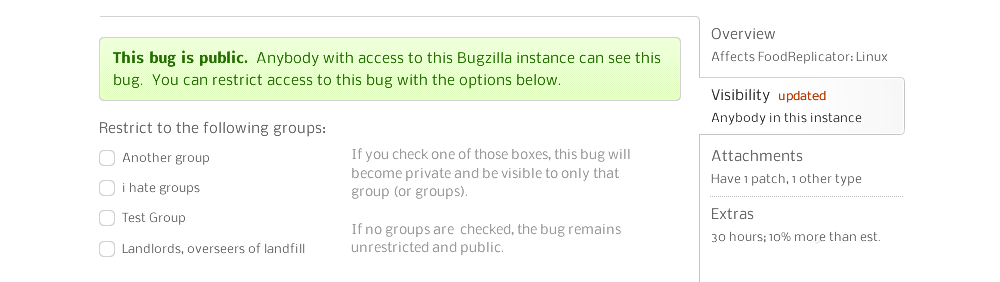 This bug is public. Anybody with access to this Bugzilla instance can see this
bug. You can restrict access to this bug with the options below.
Restrict to the following groups:
Another group
i hate groups
Test Group
Landlords, overseers of landfill
If you check one of those boxes, this bug will
become private and be visible to only that
group (or groups).
If no groups are checked, the bug remains
unrestricted and public.
Overview
Affects FoodReplicator: Linux
Visibility updated
Anybody in this instance
Attachments
Have 1 patch, 1 other type
Extras
30 hours; 10% more than est.